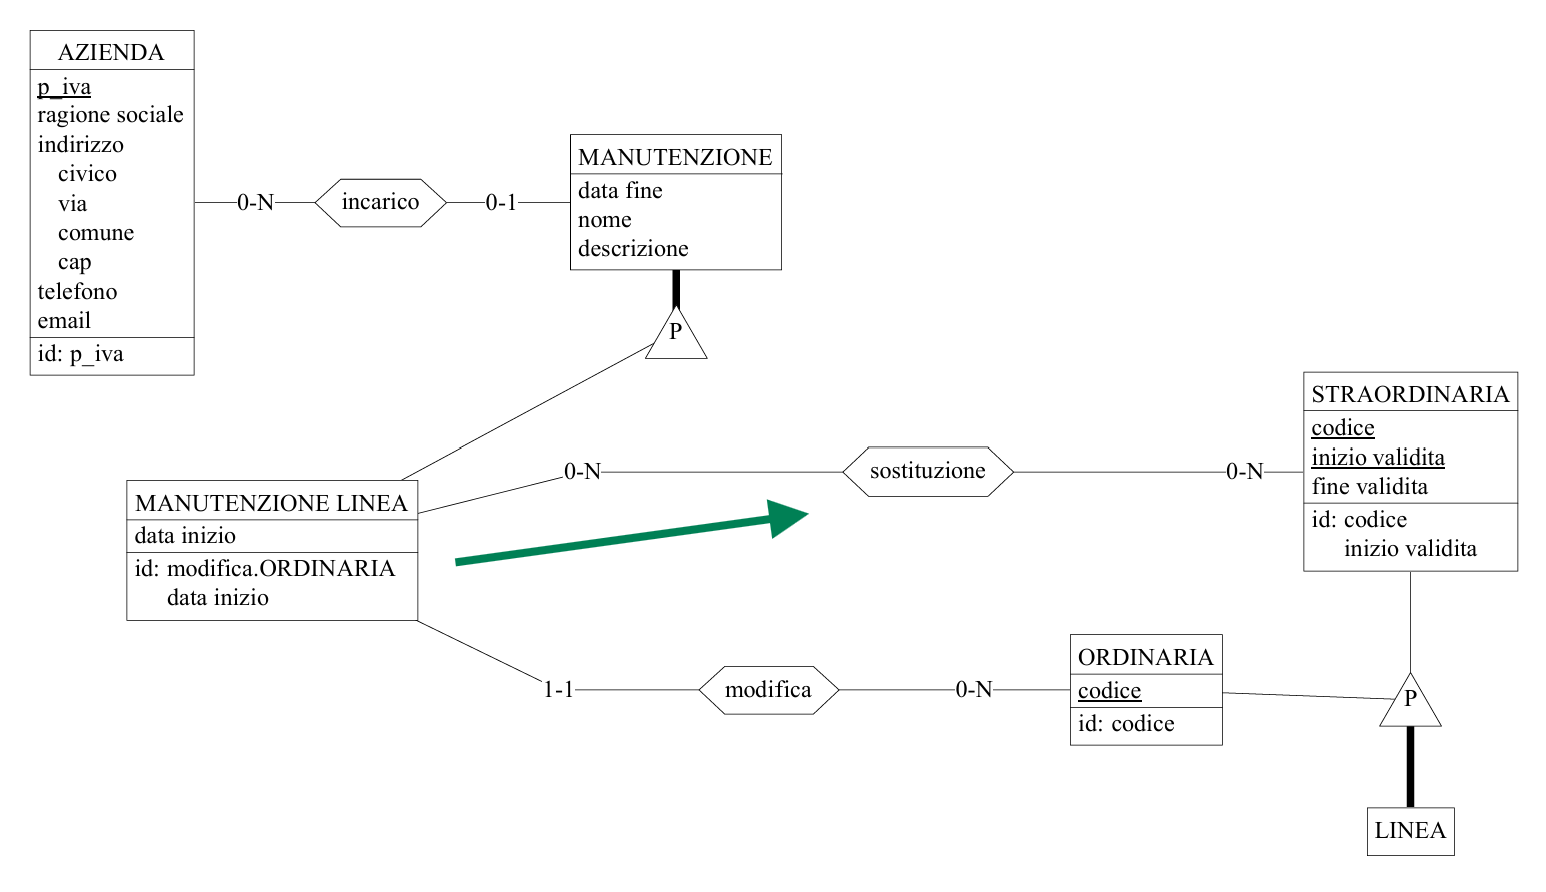 AZIENDA
p_iva
ragione sociale
indirizzo
civico
via
comune
cap
telefono
email
id: p_iva
0-N
incarico
0-1
MANUTENZIONE
data fine
nome
descrizione
P
MANUTENZIONE LINEA
data inizio
id: modifica.ORDINARIA
data inizio
0-N
sostituzione
0-N
STRAORDINARIA
codice
inizio validita
fine validita
id: codice
inizio validita
1-1
modifica
0-N
ORDINARIA
codice
id: codice
P
LINEA